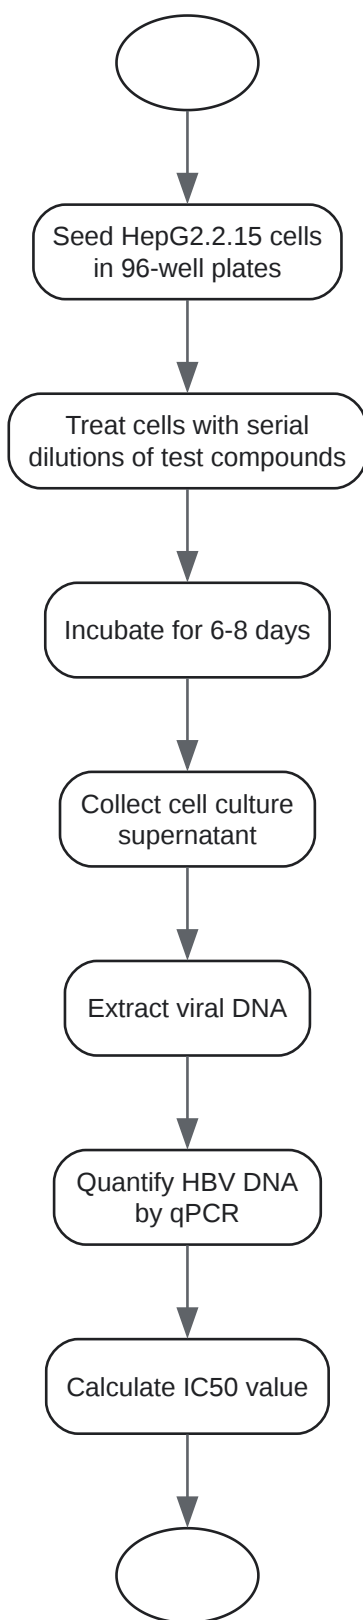 Seed HepG2.2.15 cells
in 96-well plates
Treat cells with serial
dilutions of test compounds
Incubate for 6-8 days
Collect cell culture
supernatant
Extract viral DNA
Quantify HBV DNA
by qPCR
Calculate IC50 value